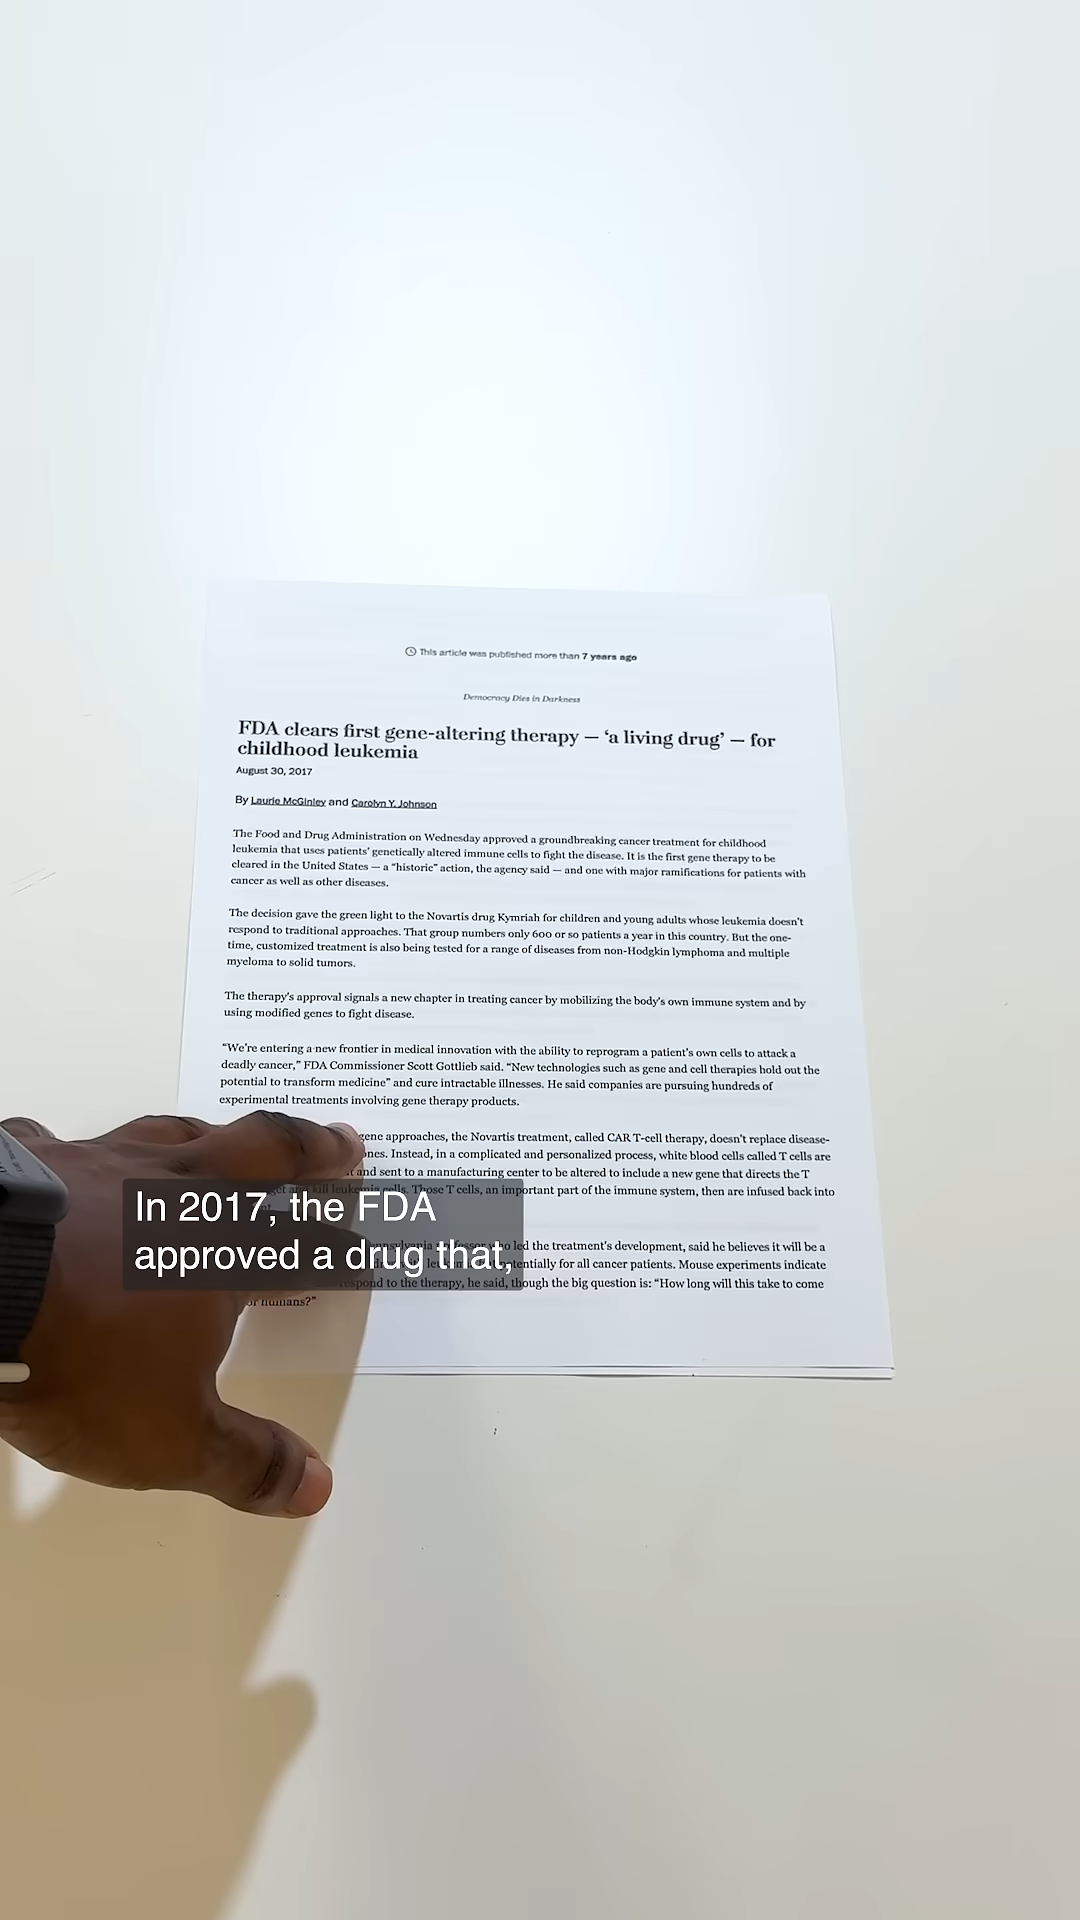 This article was published more than 7 years ago
Democracy Dies in Darkness
FDA clears first gene-altering therapy — ‘a living drug’ — for
childhood leukemia
August 30, 2017
By Laurie McGinley and Carolyn Y. Johnson
The Food and Drug Administration on Wednesday approved a groundbreaking cancer treatment for childhood
leukemia that uses patients’ genetically altered immune cells to fight the disease. It is the first gene therapy to be
cleared in the United States — a “historic” action, the agency said — and one with major ramifications for patients with
cancer as well as other diseases.
The decision gave the green light to the Novartis drug Kymriah for children and young adults whose leukemia doesn’t
respond to traditional approaches. That group numbers only 600 or so patients a year in this country. But the one-
time, customized treatment is also being tested for a range of diseases from non-Hodgkin lymphoma and multiple
myeloma to solid tumors.
The therapy’s approval signals a new chapter in treating cancer by mobilizing the body’s own immune system and by
using modified genes to fight disease.
“We’re entering a new frontier in medical innovation with the ability to reprogram a patient’s own cells to attack a
deadly cancer,” FDA Commissioner Scott Gottlieb said. “New technologies such as gene and cell therapies hold out the
potential to transform medicine” and cure intractable illnesses. He said companies are pursuing hundreds of
experimental treatments involving gene therapy products.
gene approaches, the Novartis treatment, called CAR T-cell therapy, doesn’t replace disease-
Instead, in a complicated and personalized process, white blood cells called T cells are
and sent to a manufacturing center to be altered to include a new gene that directs the T
and kill leukemia cells. Those T cells, an important part of the immune system, then are infused back into
In 2017, the FDA
approved a drug that,
who led the treatment’s development, said he believes it will be a
potentially for all cancer patients. Mouse experiments indicate
respond to the therapy, he said, though the big question is: “How long will this take to come
humans?”